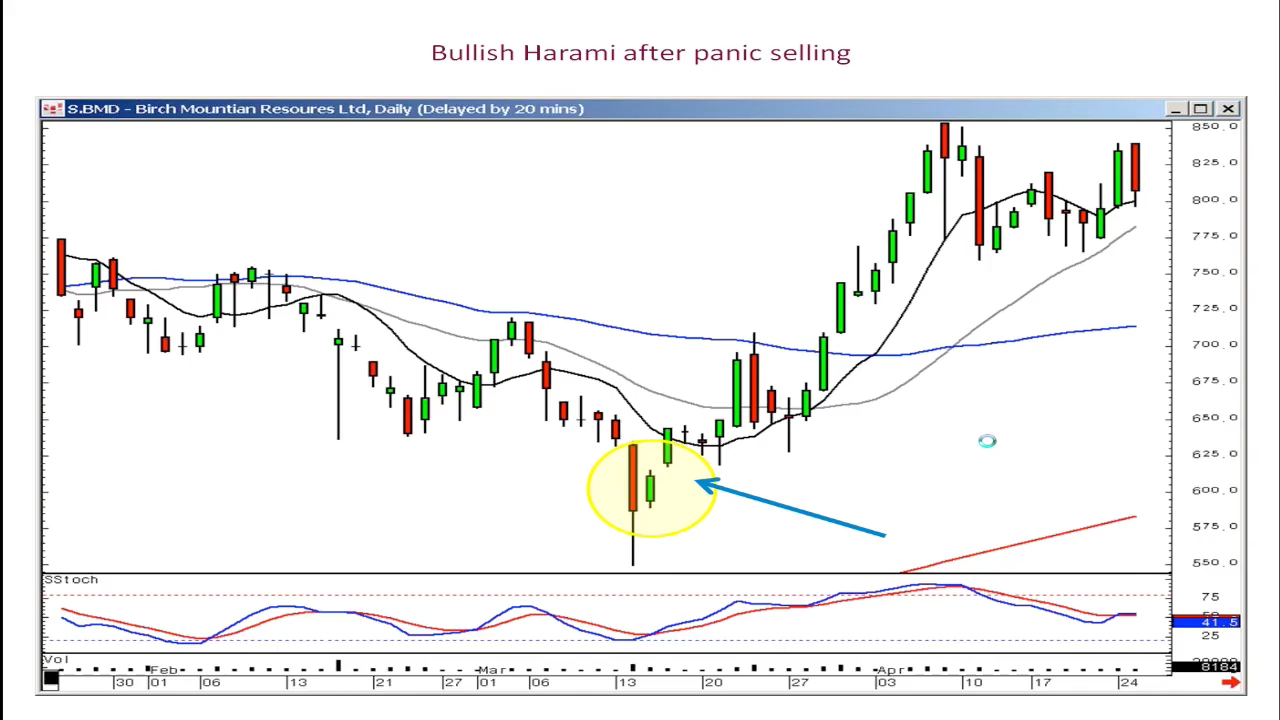 Bullish Harami after panic selling
S.BMD - Birch Mountian Resoures Ltd, Daily (Delayed by 20 mins)
850.0
825.0
800.0
775.0
750.0
725.0
700.0
675.0
650.0
625.0
600.0
575.0
550.0
SStoch
75
41.5
25
Vol
8184
Feb Mar Apr
30 01 06 13 21 27 01 06 13 20 27 03 10 17 24